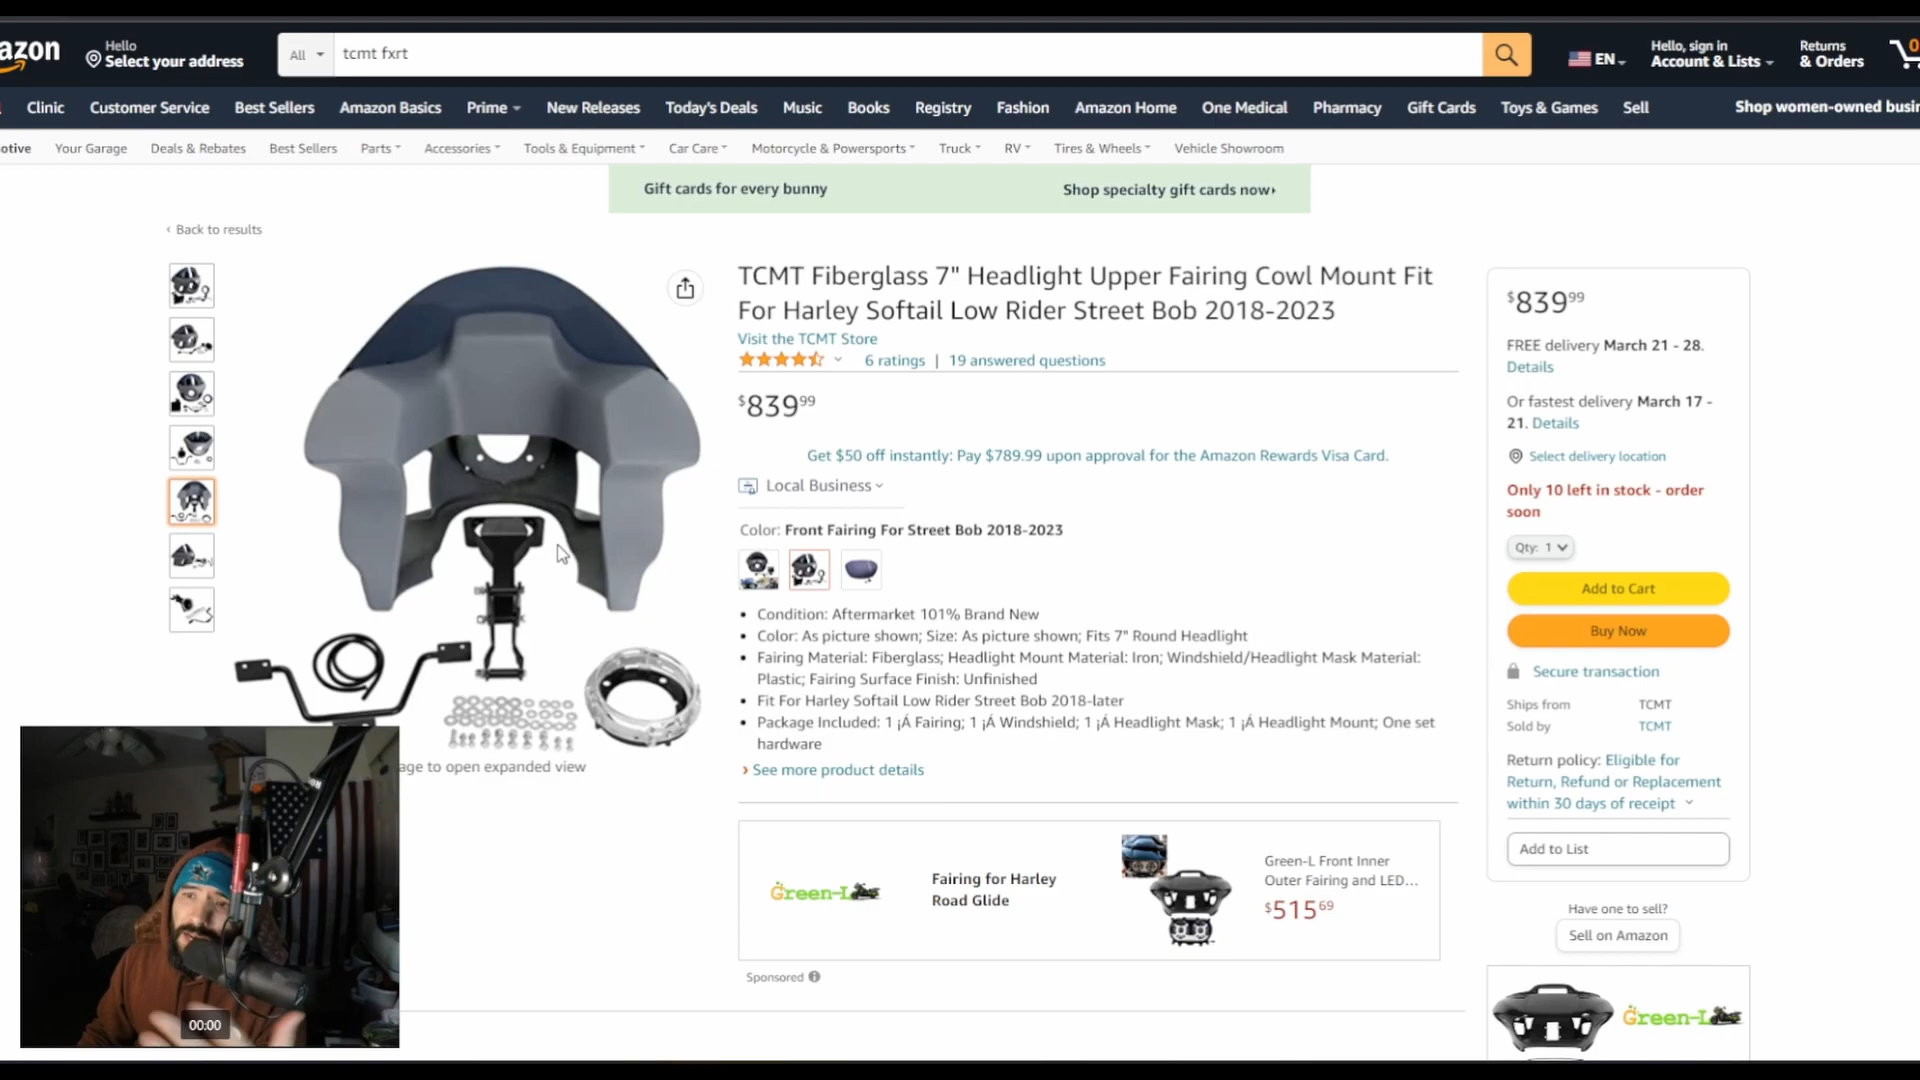 azon
Hello
Select your address
All
tcmt fxrt
EN
Hello, sign in
Account & Lists
Returns
& Orders
0
Clinic
Customer Service
Best Sellers
Amazon Basics
Prime
New Releases
Today's Deals
Music
Books
Registry
Fashion
Amazon Home
One Medical
Pharmacy
Gift Cards
Toys & Games
Sell
Shop women-owned busin
otive
Your Garage
Deals & Rebates
Best Sellers
Parts
Accessories
Tools & Equipment
Car Care
Motorcycle & Powersports
Truck
RV
Tires & Wheels
Vehicle Showroom
Gift cards for every bunny
Shop specialty gift cards now›
‹ Back to results
TCMT Fiberglass 7" Headlight Upper Fairing Cowl Mount Fit
For Harley Softail Low Rider Street Bob 2018-2023
Visit the TCMT Store
6 ratings | 19 answered questions
$83999
Get $50 off instantly: Pay $789.99 upon approval for the Amazon Rewards Visa Card.
Local Business
Color: Front Fairing For Street Bob 2018-2023
• Condition: Aftermarket 101% Brand New
• Color: As picture shown; Size: As picture shown; Fits 7" Round Headlight
• Fairing Material: Fiberglass; Headlight Mount Material: Iron; Windshield/Headlight Mask Material:
Plastic; Fairing Surface Finish: Unfinished
• Fit For Harley Softail Low Rider Street Bob 2018-later
• Package Included: 1 ¡Á Fairing; 1 ¡Á Windshield; 1 ¡Á Headlight Mask; 1 ¡Á Headlight Mount; One set
hardware
› See more product details
age to open expanded view
00:00
Green-L
Fairing for Harley
Road Glide
Green-L Front Inner
Outer Fairing and LED...
$51569
Sponsored
$83999
FREE delivery March 21 - 28.
Details
Or fastest delivery March 17 -
21. Details
Select delivery location
Only 10 left in stock - order
soon
Qty: 1
Add to Cart
Buy Now
Secure transaction
Ships from TCMT
Sold by TCMT
Return policy: Eligible for
Return, Refund or Replacement
within 30 days of receipt
Add to List
Have one to sell?
Sell on Amazon
Green-L